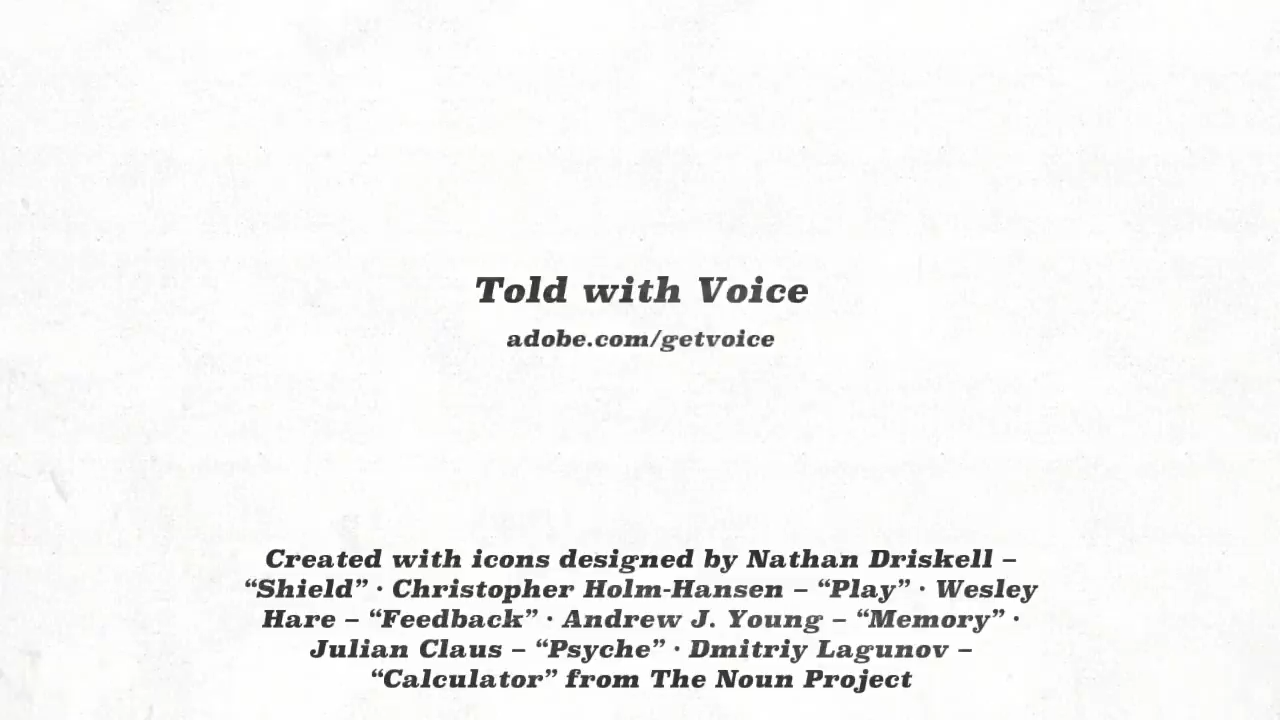 Told with Voice
adobe.com/getvoice
Created with icons designed by Nathan Driskell –
“Shield” · Christopher Holm-Hansen – “Play” · Wesley
Hare – “Feedback” · Andrew J. Young – “Memory” ·
Julian Claus – “Psyche” · Dmitriy Lagunov –
“Calculator” from The Noun Project